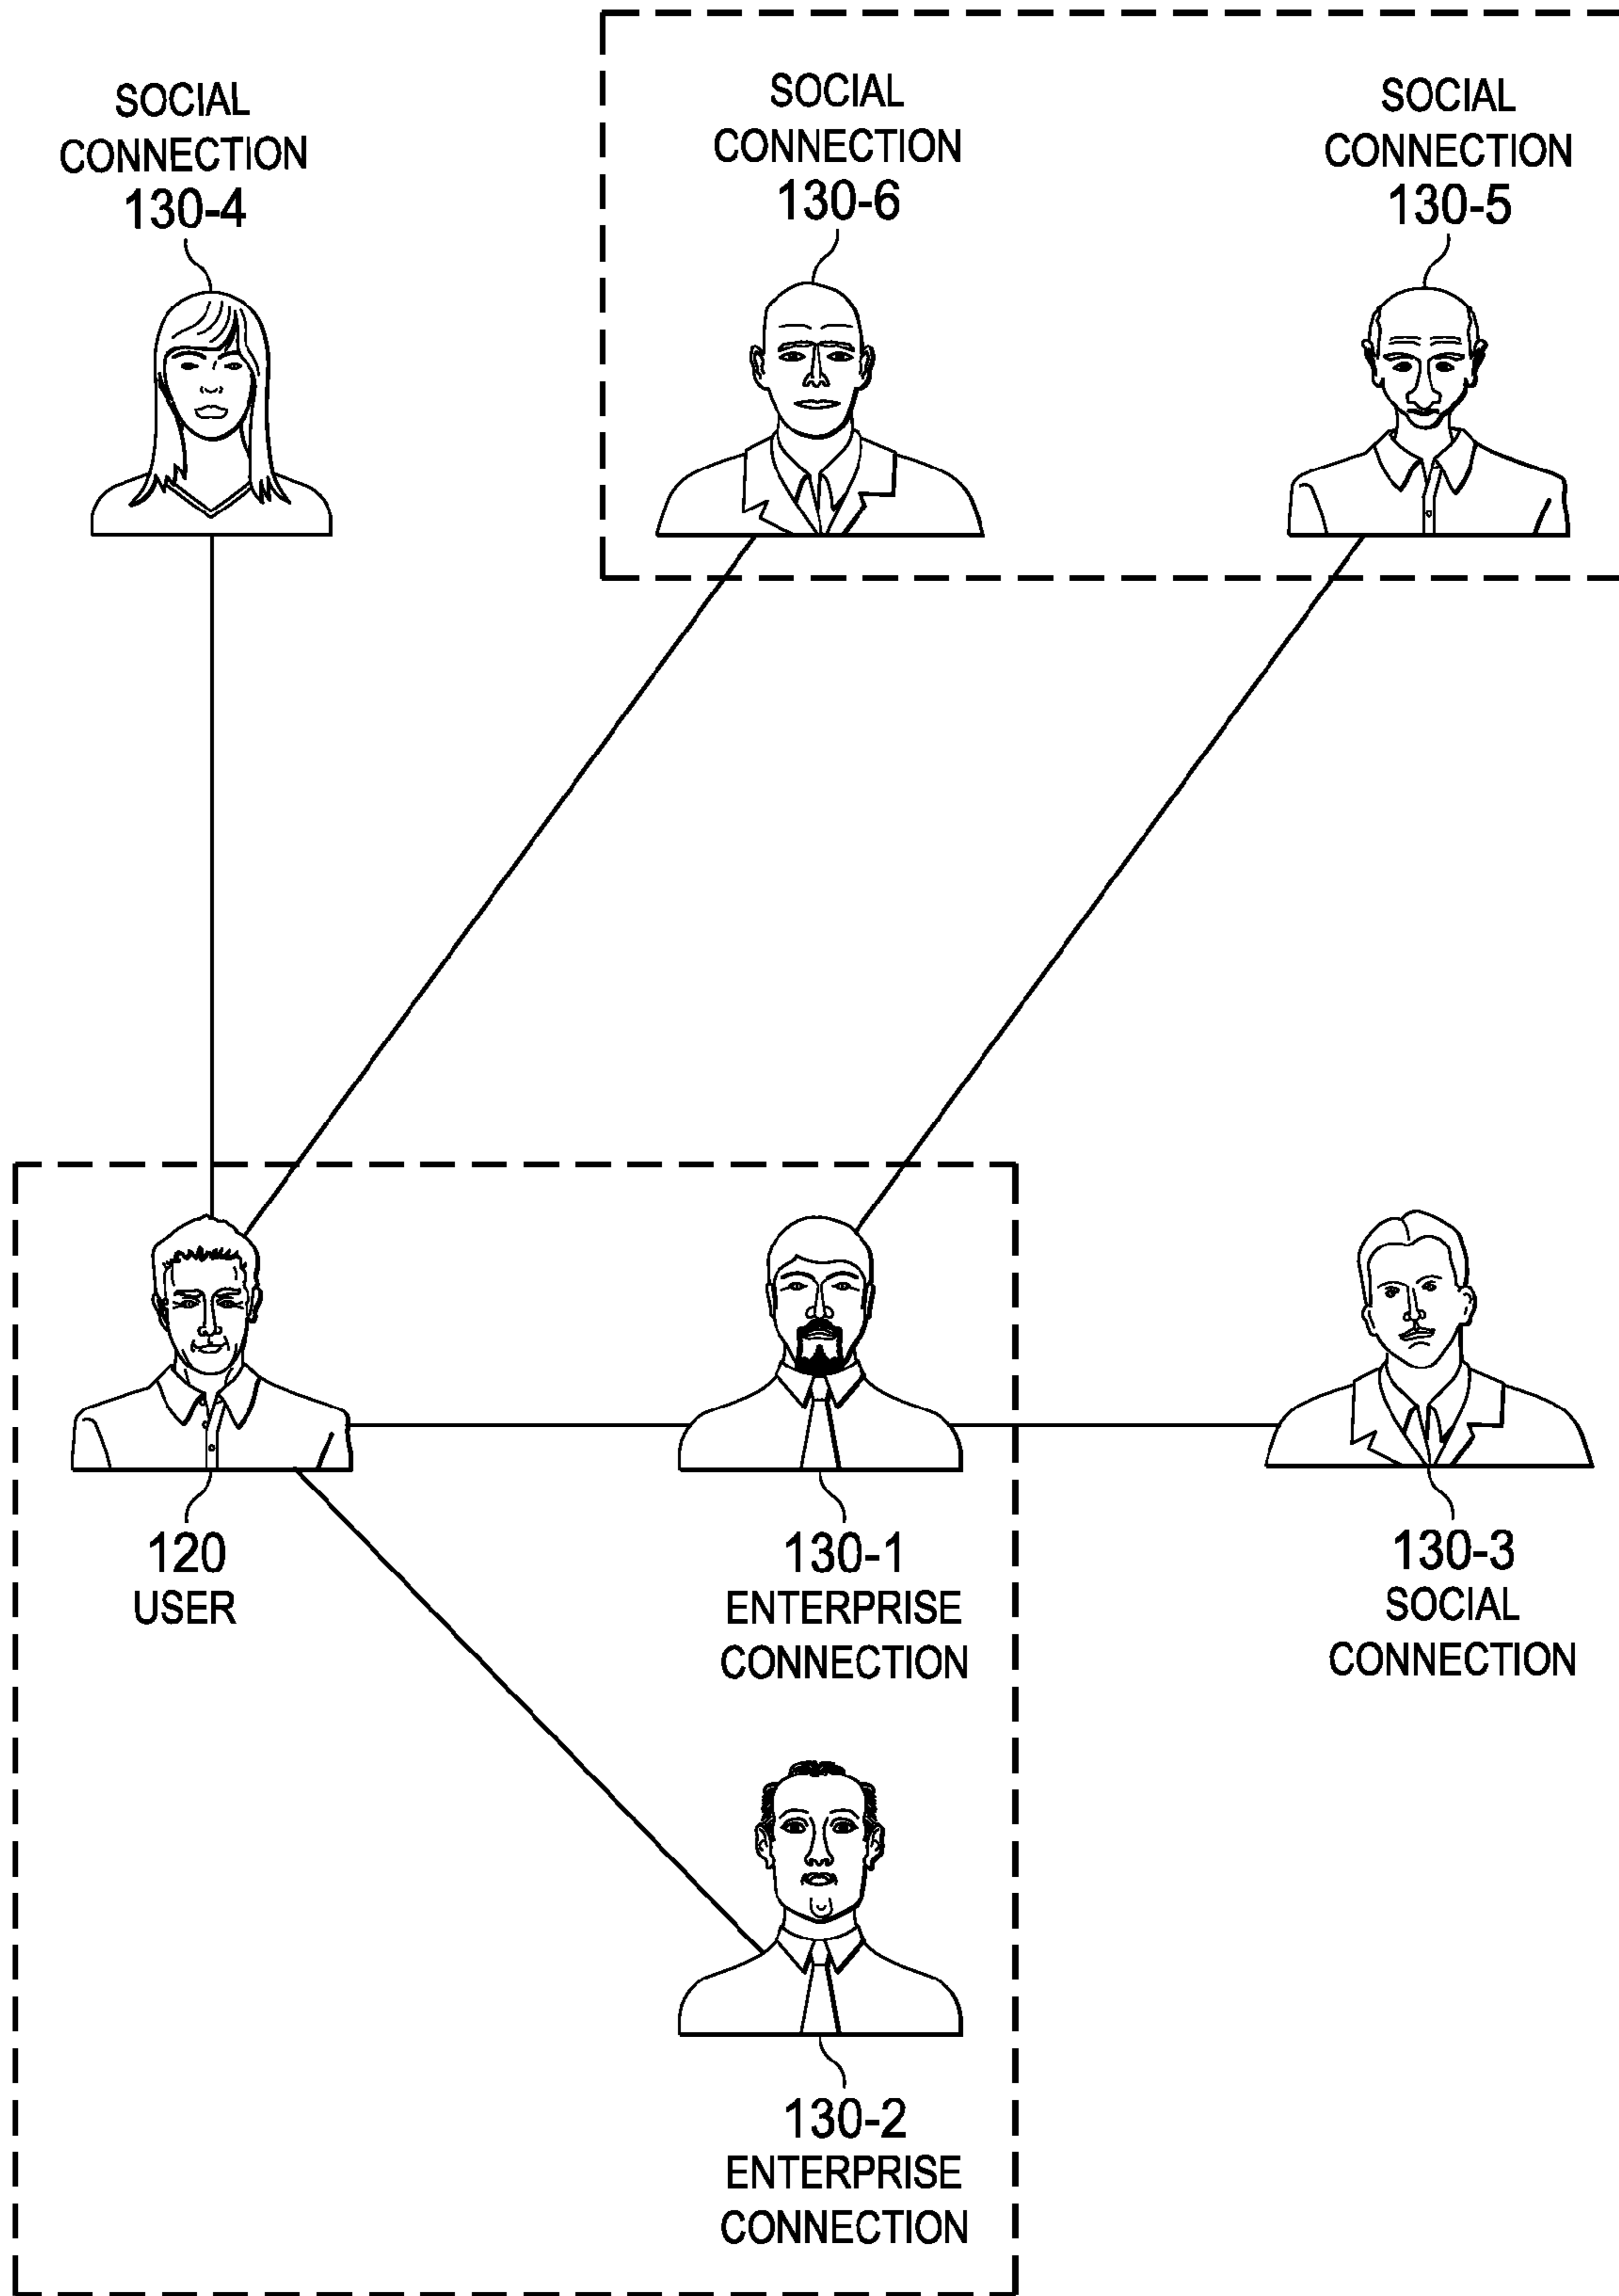 SOCIAL
CONNECTION
130-4
SOCIAL
CONNECTION
130-6
SOCIAL
CONNECTION
130-5
120
USER
130-1
ENTERPRISE
CONNECTION
130-3
SOCIAL
CONNECTION
130-2
ENTERPRISE
CONNECTION